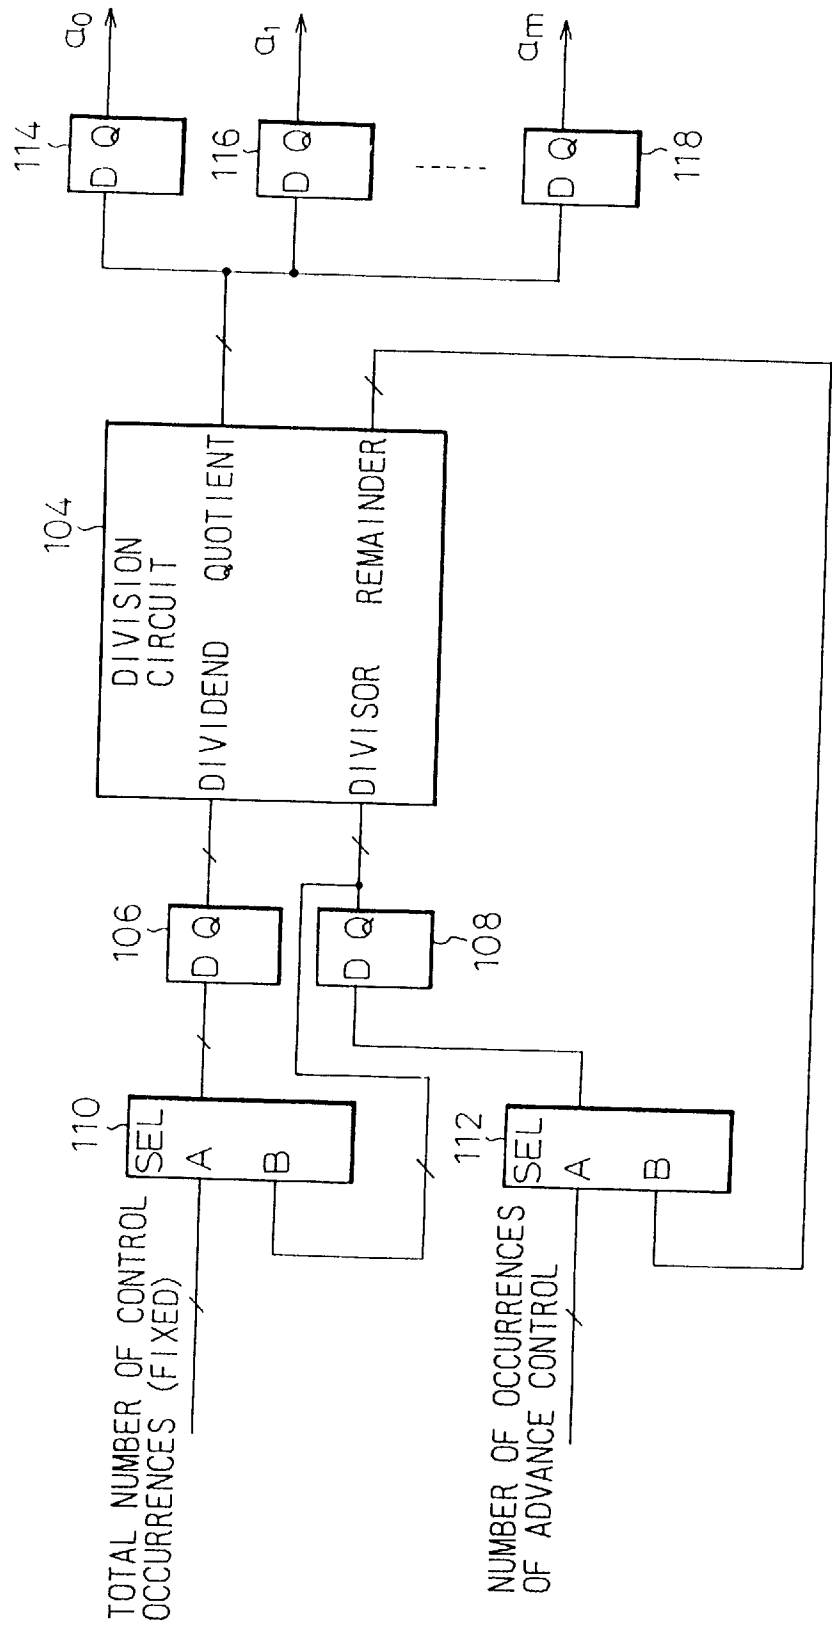 TOTAL NUMBER OF CONTROL
OCCURRENCES (FIXED)
110
SEL
A
B
NUMBER OF OCCURRENCES
OF ADVANCE CONTROL
112
SEL
A
B
106
D Q
108
D Q
104
DIVISION
CIRCUIT
DIVIDEND QUOTIENT
DIVISOR REMAINDER
114
D Q
a0
116
D Q
a1
118
D Q
am